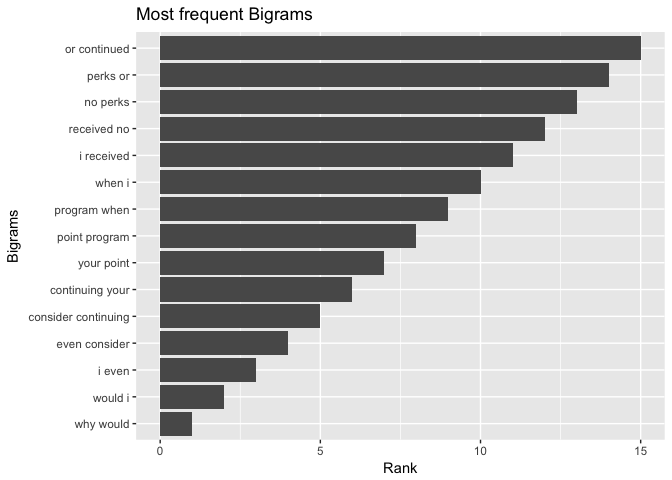 Most frequent Bigrams
or continued
perks or
no perks
received no
i received
when i
program when
point program
your point
continuing your
consider continuing
even consider
i even
would i
why would
Bigrams
0 5 10 15
Rank